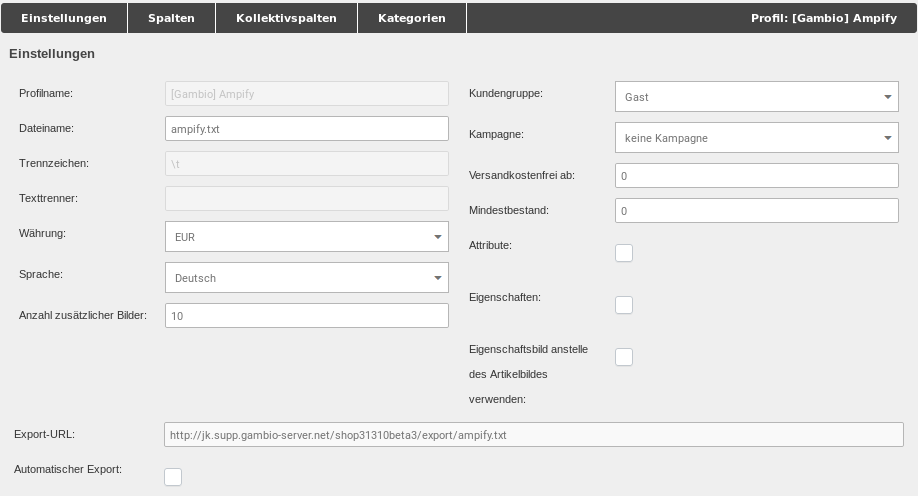 Einstellungen Spalten Kollektivspalten Kategorien Profil: [Gambio] Ampify
Einstellungen
Profilname: [Gambio] Ampify
Dateiname: ampify.txt
Trennzeichen: \t
Texttrenner:
Währung: EUR
Sprache: Deutsch
Anzahl zusätzlicher Bilder: 10
Kundengruppe: Gast
Kampagne: keine Kampagne
Versandkostenfrei ab: 0
Mindestbestand: 0
Attribute:
Eigenschaften:
Eigenschaftsbild anstelle
des Artikelbildes
verwenden:
Export-URL: http://jk.supp.gambio-server.net/shop31310beta3/export/ampify.txt
Automatischer Export: